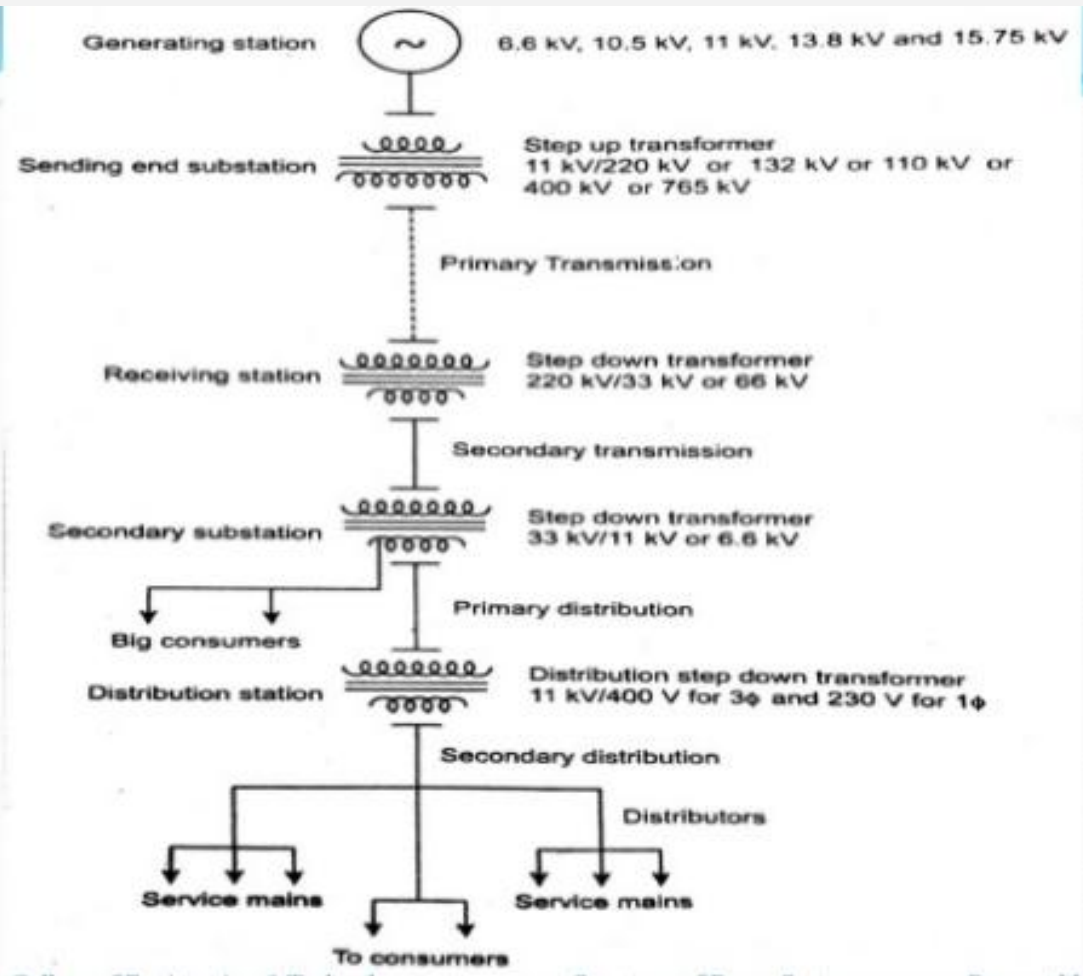 Generating station
6.6 kV, 10.5 kV, 11 kV, 13.8 kV and 15.75 kV
Sending end substation
Step up transformer
11 kV/220 kV or 132 kV or 110 kV or
400 kV or 765 kV
Primary Transmission
Receiving station
Step down transformer
220 kV/33 kV or 66 kV
Secondary transmission
Secondary substation
Step down transformer
33 kV/11 kV or 6.6 kV
Big consumers
Primary distribution
Distribution station
Distribution step down transformer
11 kV/400 V for 3ϕ and 230 V for 1ϕ
Secondary distribution
Distributors
Service mains
Service mains
To consumers